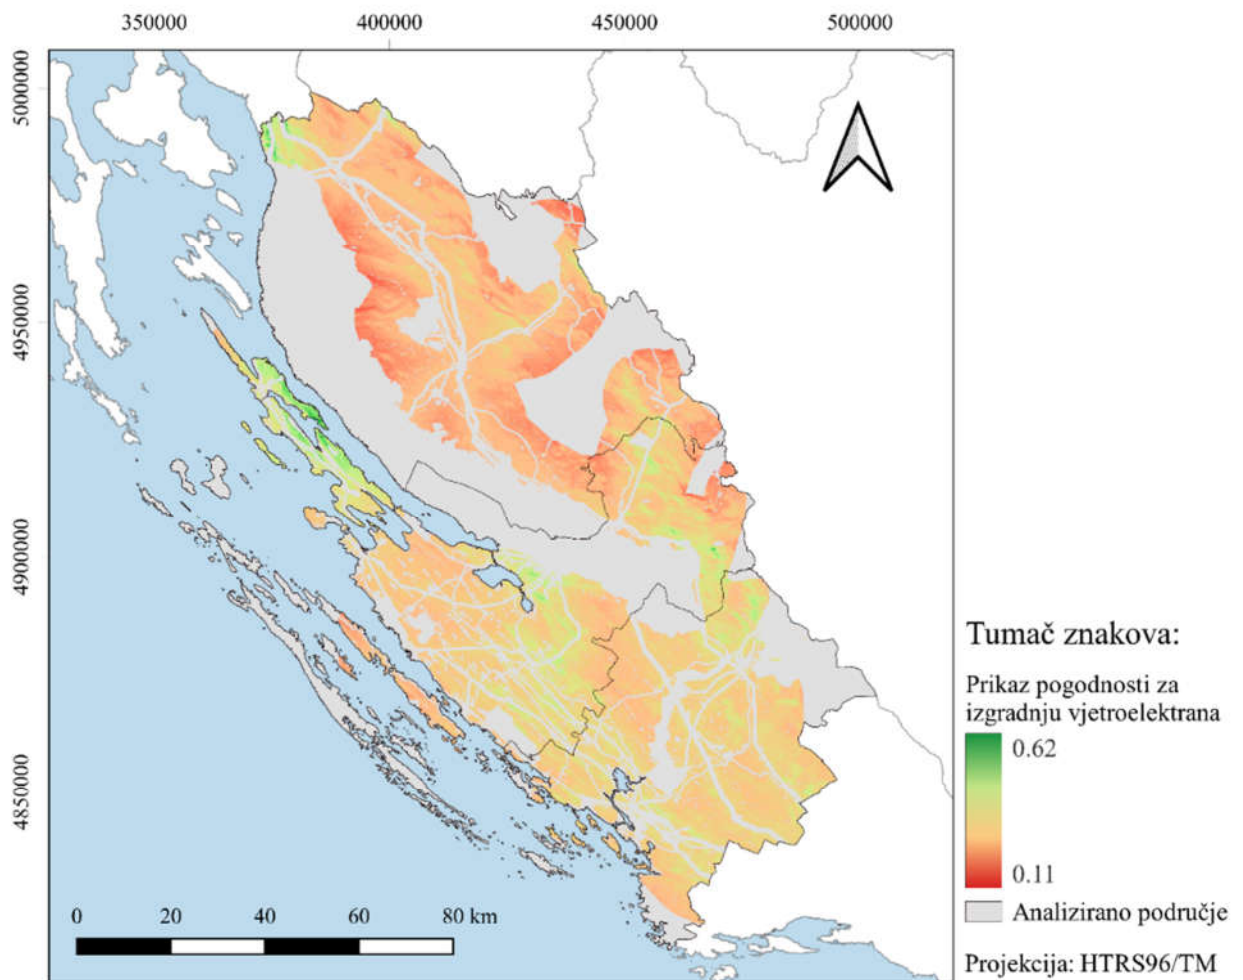 350000 400000 450000 500000
5000000
4950000
4900000
4850000
Tumač znakova:
Prikaz pogodnosti za
izgradnju vjetroelektrana
0.62
0.11
Analizirano područje
Projekcija: HTRS96/TM
0 20 40 60 80 km